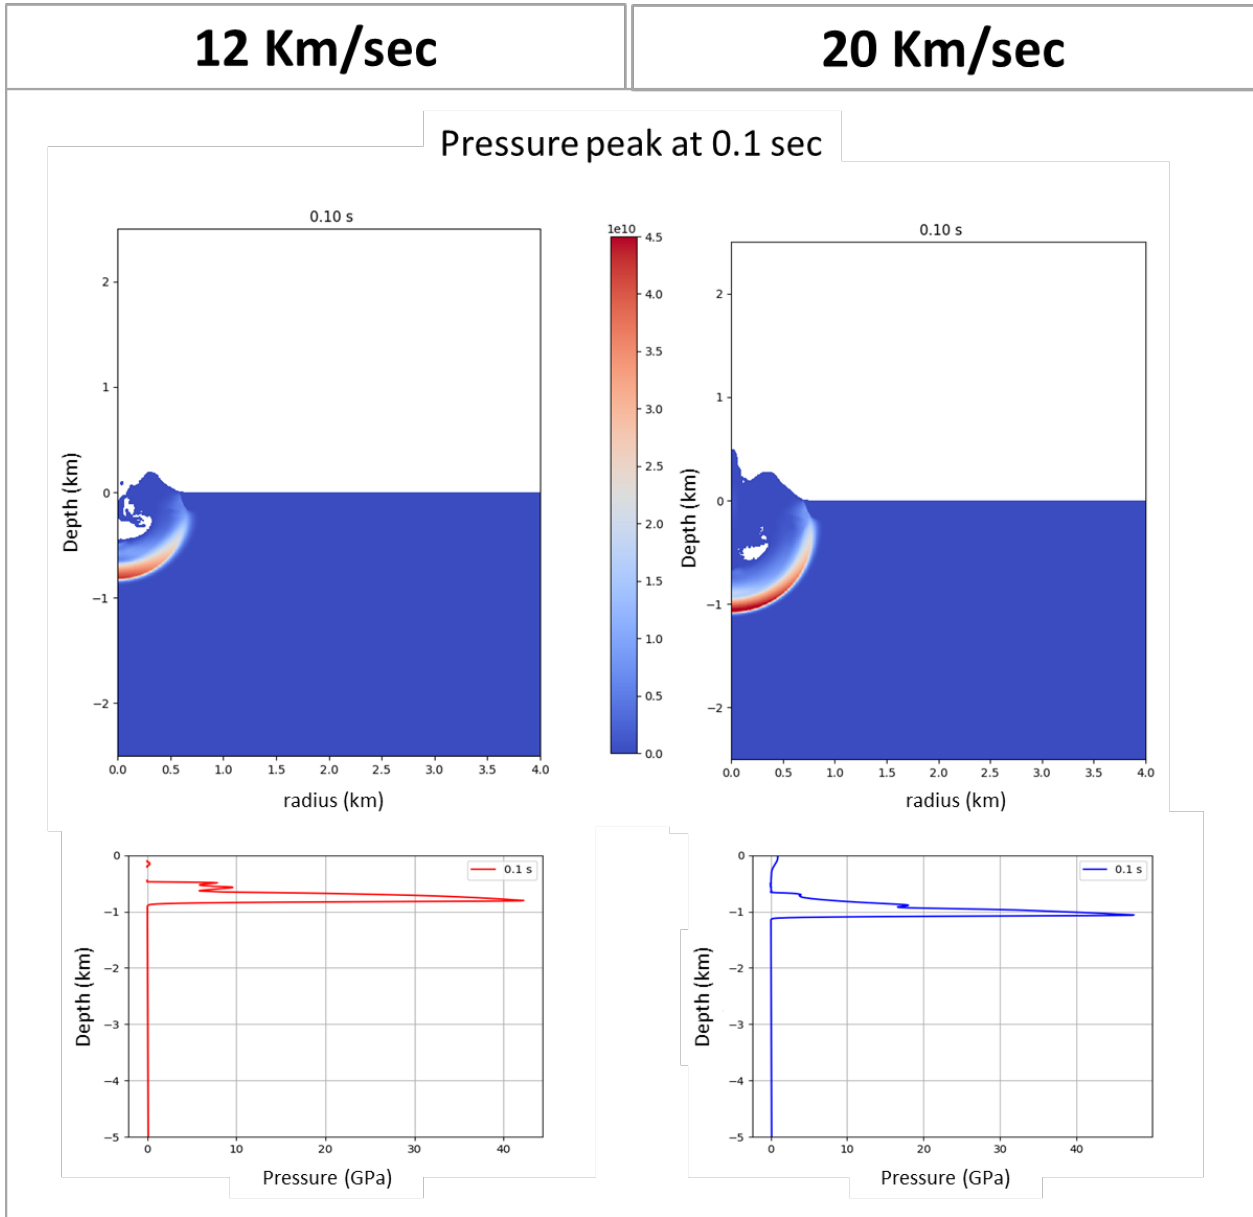 12 Km/sec
20 Km/sec
Pressure peak at 0.1 sec
0.10 s
2
1
0
−1
−2
Depth (km)
0.0 0.5 1.0 1.5 2.0 2.5 3.0 3.5 4.0
radius (km)
1e10
4.5
4.0
3.5
3.0
2.5
2.0
1.5
1.0
0.5
0.0
0.10 s
2
1
0
−1
−2
Depth (km)
0.0 0.5 1.0 1.5 2.0 2.5 3.0 3.5 4.0
radius (km)
0.1 s
0
−1
−2
−3
−4
−5
Depth (km)
0 10 20 30 40
Pressure (GPa)
0.1 s
0
−1
−2
−3
−4
−5
Depth (km)
0 10 20 30 40
Pressure (GPa)